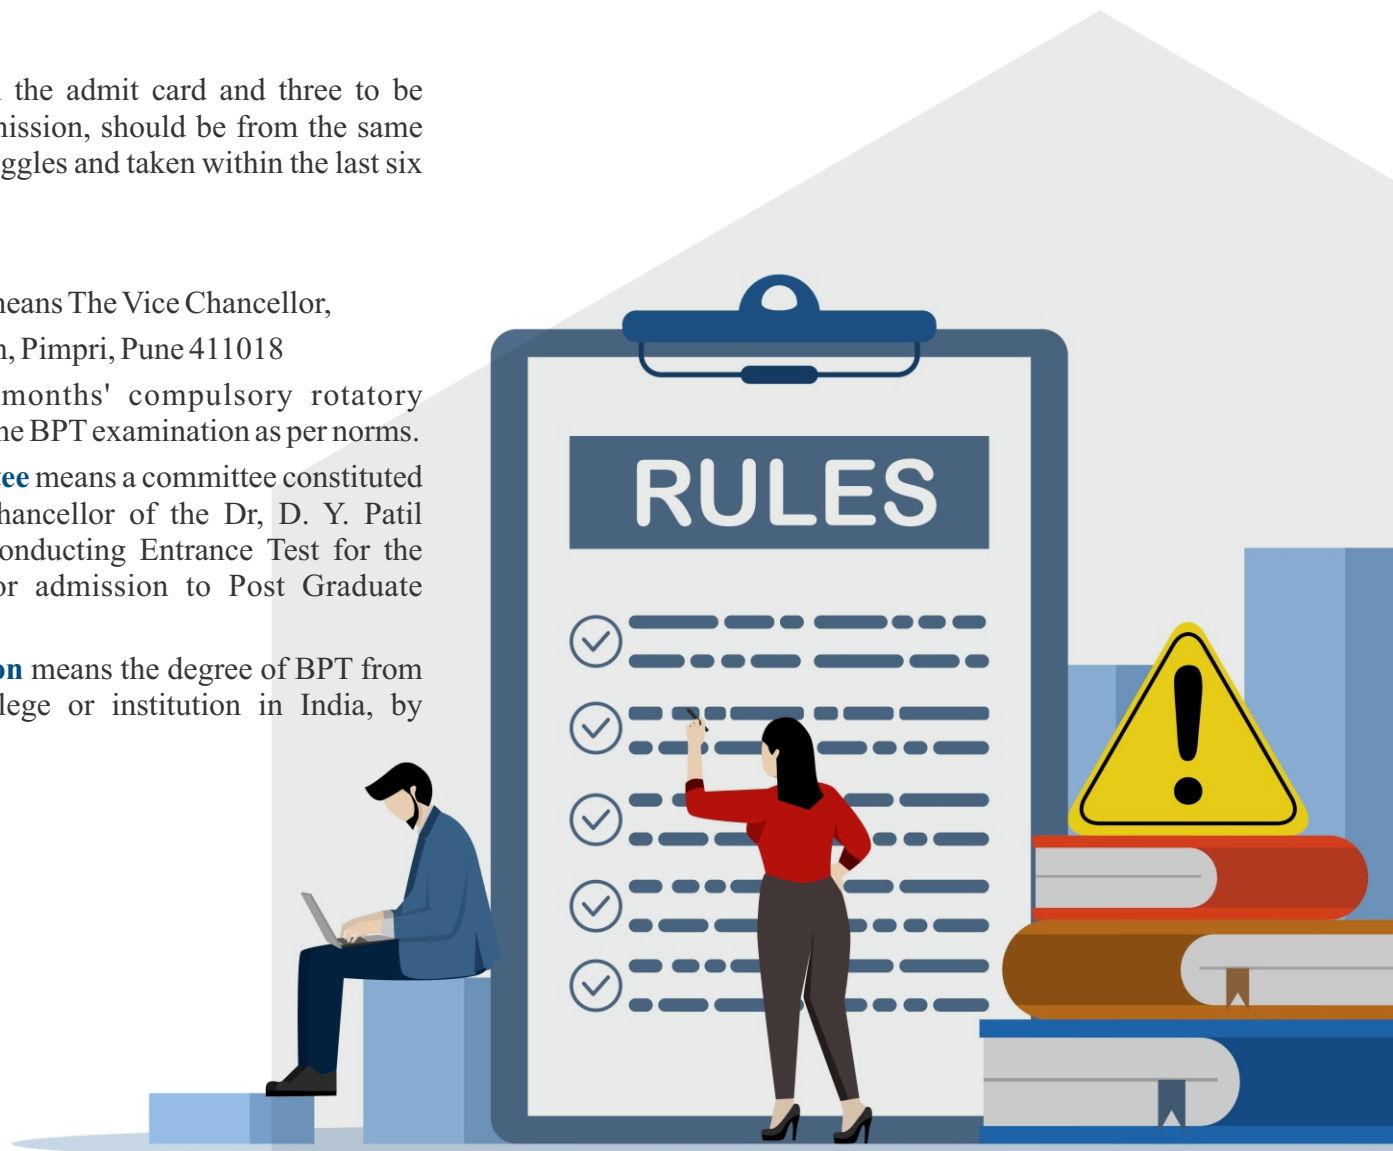 the admit card and three to be
mission, should be from the same
ggles and taken within the last six
means The Vice Chancellor,
, Pimpri, Pune 411018
months' compulsory rotatory
he BPT examination as per norms.
tee means a committee constituted
hancellor of the Dr, D. Y. Patil
onducting Entrance Test for the
or admission to Post Graduate
on means the degree of BPT from
lege or institution in India, by
RULES